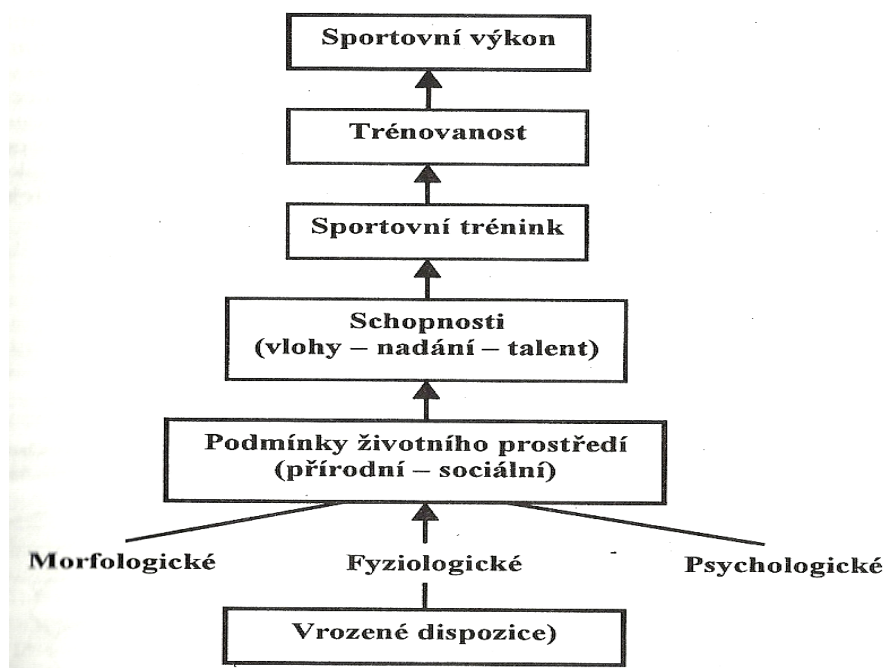 Sportovní výkon
Trénovanost
Sportovní trénink
Schopnosti
(vlohy – nadání – talent)
Podmínky životního prostředí
(přírodní – sociální)
Morfologické
Fyziologické
Psychologické
Vrozené dispozice)